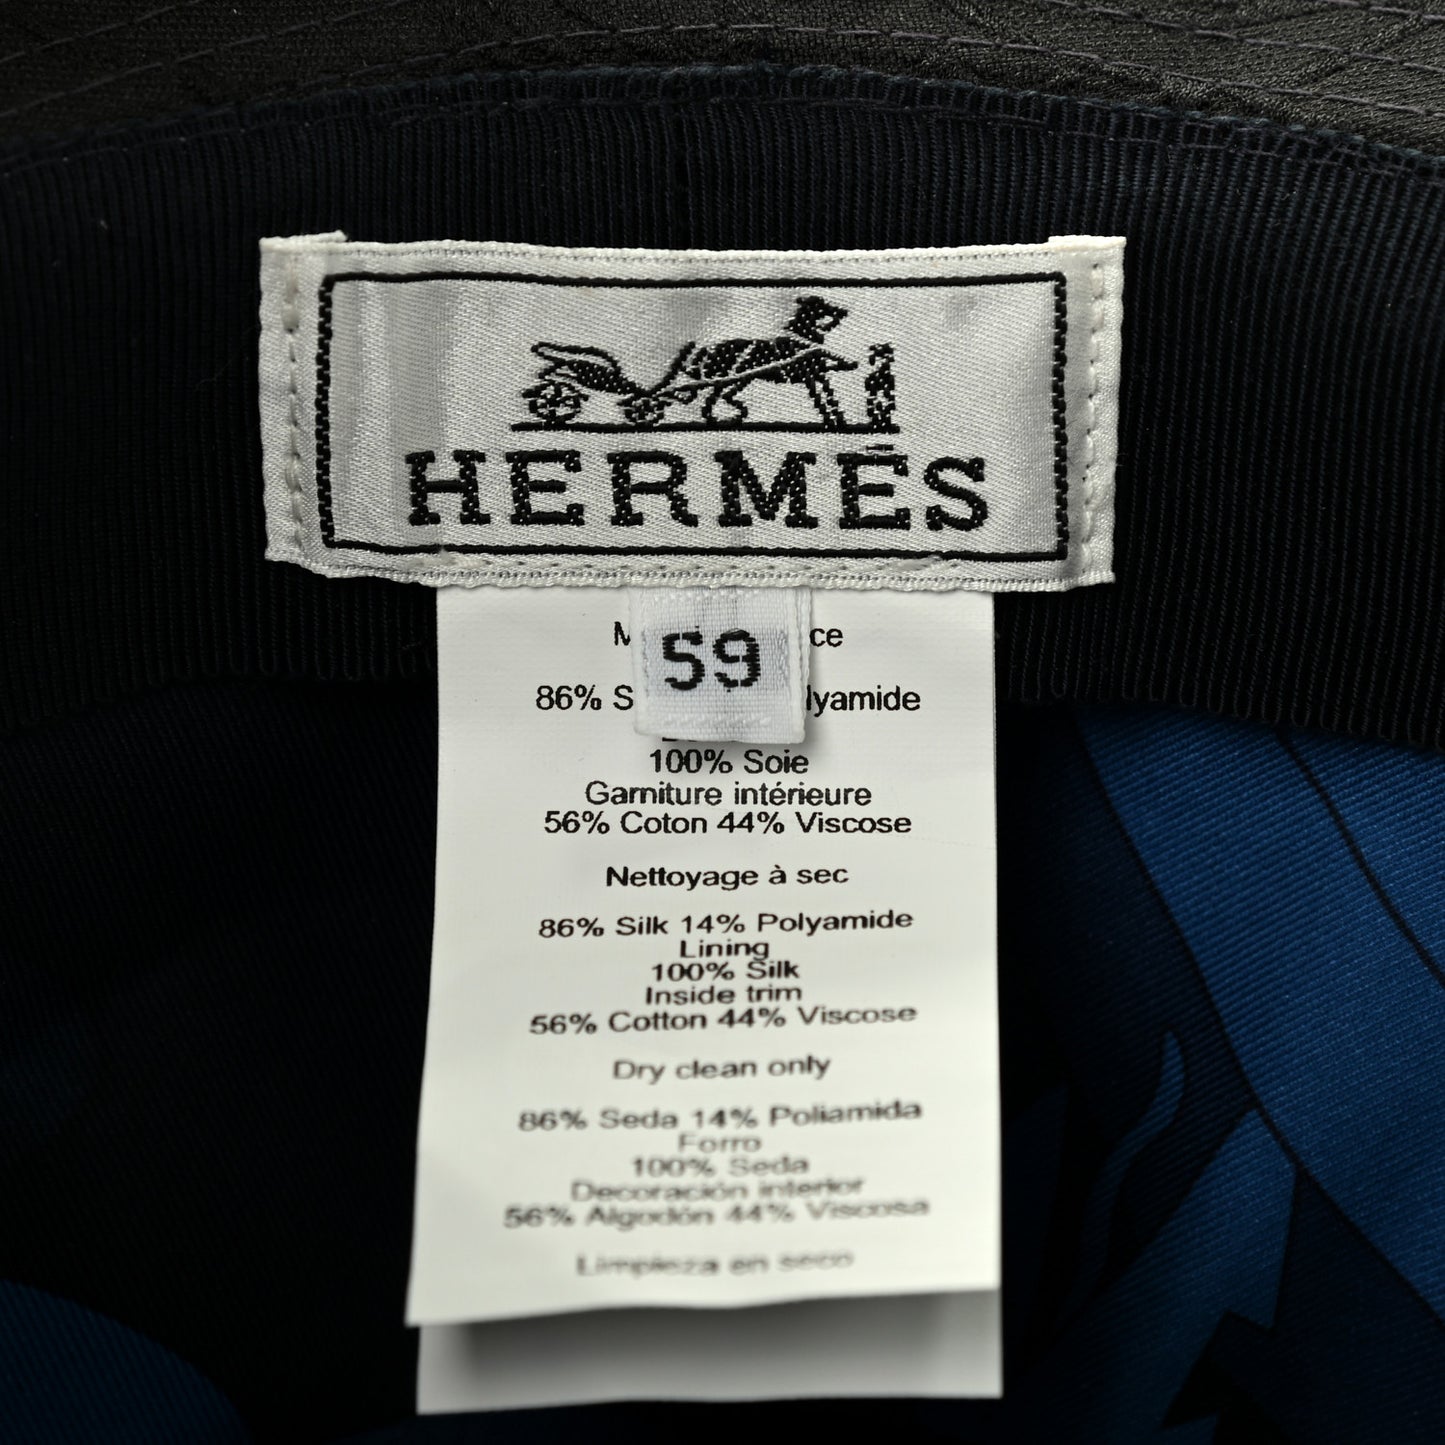 HERMÈS
59
86%
100% Soie
Garniture intérieure
56% Coton 44% Viscose
Nettoyage à sec
86% Silk 14% Polyamide
Lining
100% Silk
Inside trim
56% Cotton 44% Viscose
Dry clean only
86% Seda 14% Poliamida
Forro
100% Seda
Decoración interior
56% Algodón 44% Viscosa
Limpieza en seco